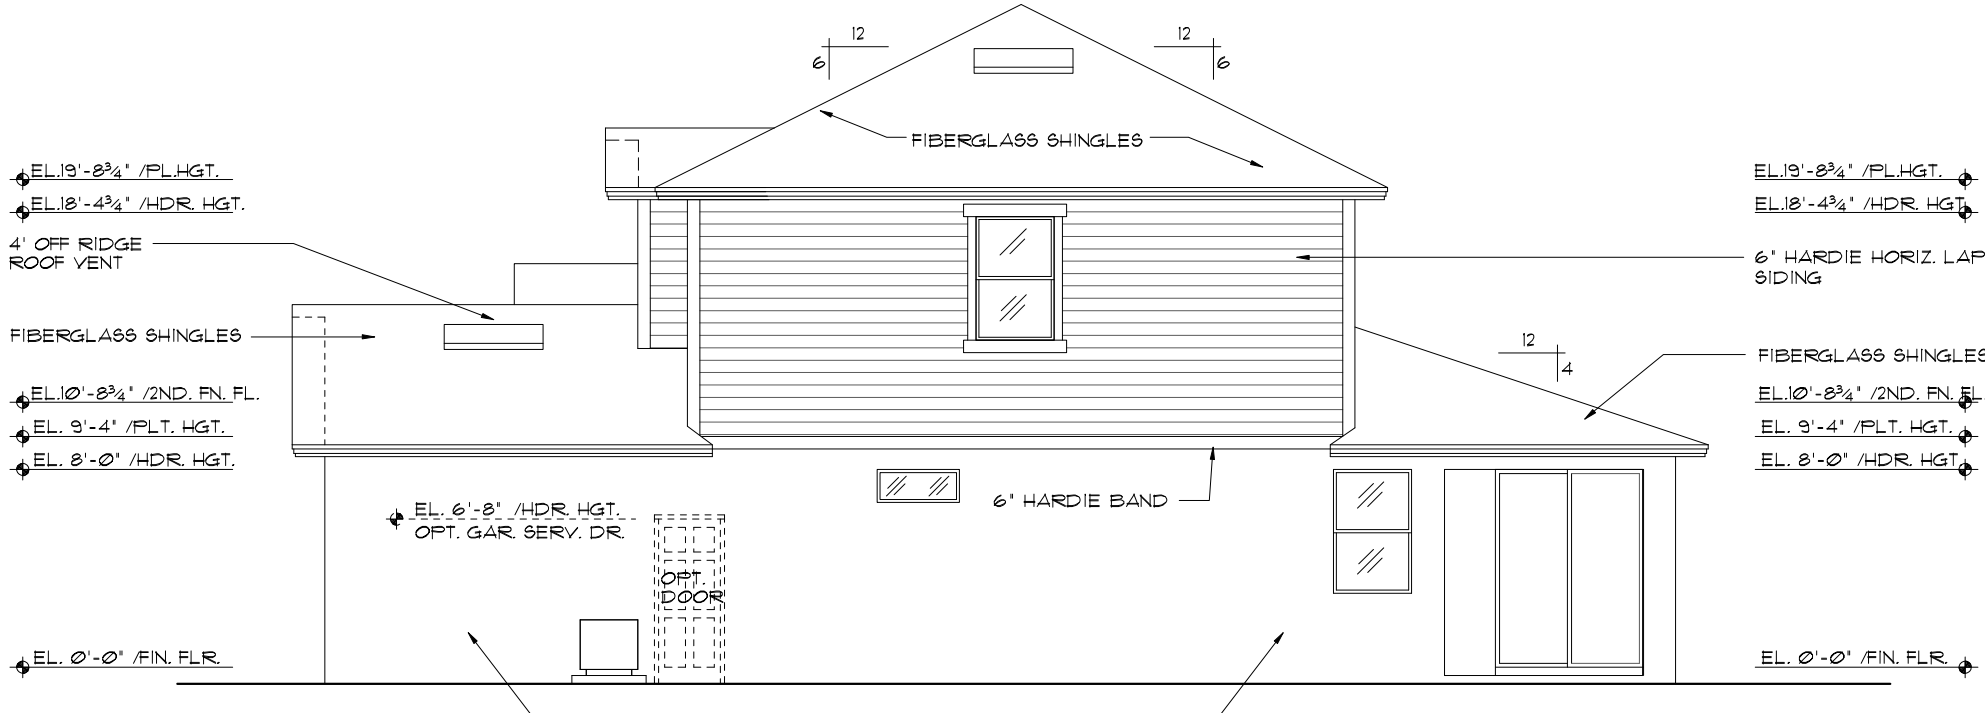 12
6
12
6
FIBERGLASS SHINGLES
EL.19'-8¾" /PL.HGT.
EL.18'-4¾" /HDR. HGT.
4' OFF RIDGE
ROOF VENT
FIBERGLASS SHINGLES
EL.10'-8¾" /2ND. FN. FL.
EL. 9'-4" /PLT. HGT.
EL. 8'-0" /HDR. HGT.
EL. 6'-8" /HDR. HGT.
OPT. GAR. SERV. DR.
OPT.
DOOR
EL. 0'-0" /FIN. FLR.
6" HARDIE BAND
EL.19'-8¾" /PL.HGT.
EL.18'-4¾" /HDR. HGT.
6" HARDIE HORIZ. LAP
SIDING
12
4
FIBERGLASS SHINGLES
EL.10'-8¾" /2ND. FN. FL.
EL. 9'-4" /PLT. HGT.
EL. 8'-0" /HDR. HGT.
EL. 0'-0" /FIN. FLR.